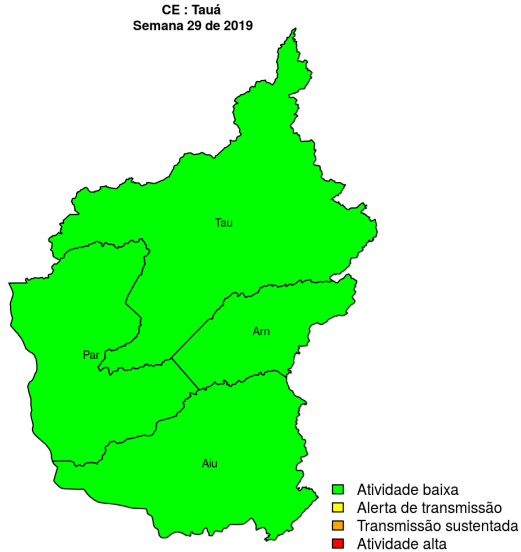 CE : Tauá
Semana 29 de 2019
Tau
Arn
Par
Aiu
Atividade baixa
Alerta de transmissão
Transmissão sustentada
Atividade alta